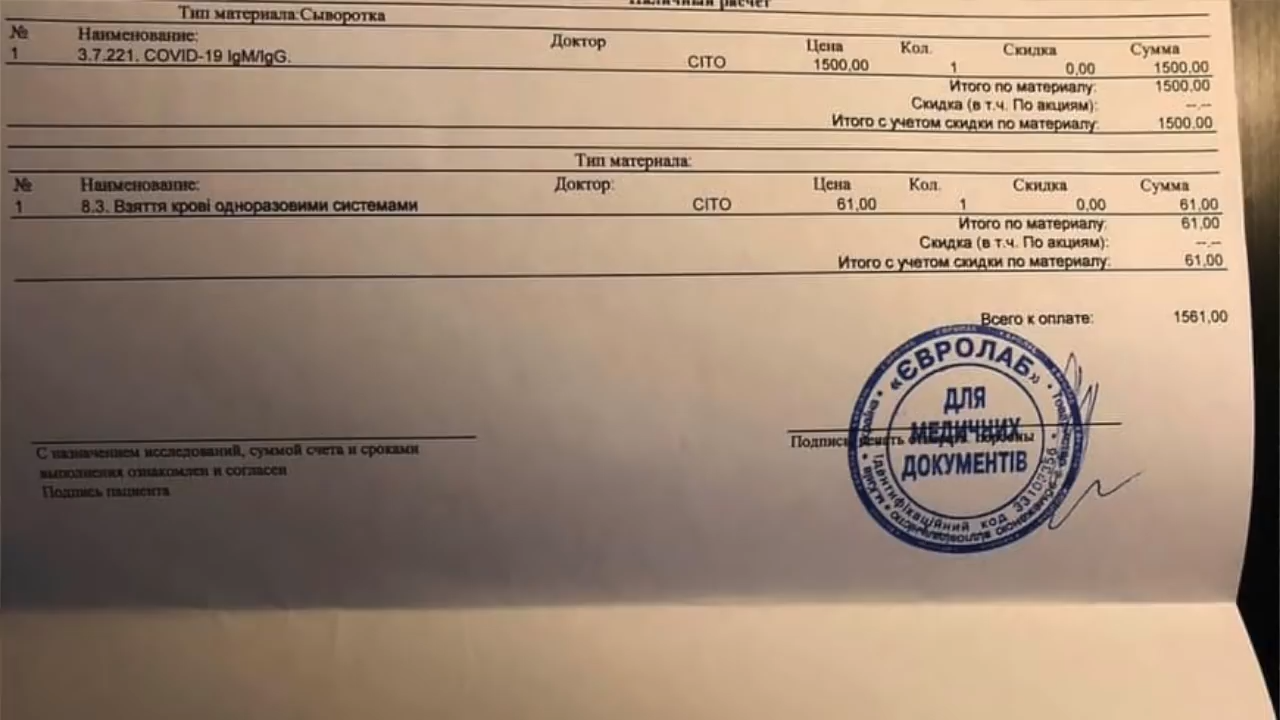 Наличный расчет
Тип материала:Сыворотка
№ Наименование: Доктор Цена Кол. Скидка Сумма
1 3.7.221. COVID-19 IgM/IgG. CITO 1500,00 1 0,00 1500,00
Итого по материалу: 1500,00
Скидка (в т.ч. По акциям): --.--
Итого с учетом скидки по материалу: 1500,00
Тип материала:
№ Наименование: Доктор: Цена Кол. Скидка Сумма
1 8.3. Взяття крові одноразовими системами CITO 61,00 1 0,00 61,00
Итого по материалу: 61,00
Скидка (в т.ч. По акциям): --.--
Итого с учетом скидки по материалу: 61,00
Всего к оплате: 1561,00
С назначением исследований, суммой счета и сроками
выполнения ознакомлен и согласен
Подпись пациента
Подпись
«ЄВРОЛАБ»
ДЛЯ
МЕДИЧНИХ
ДОКУМЕНТІВ
Ідентифікаційний код 33103356
Україна • м.Київ